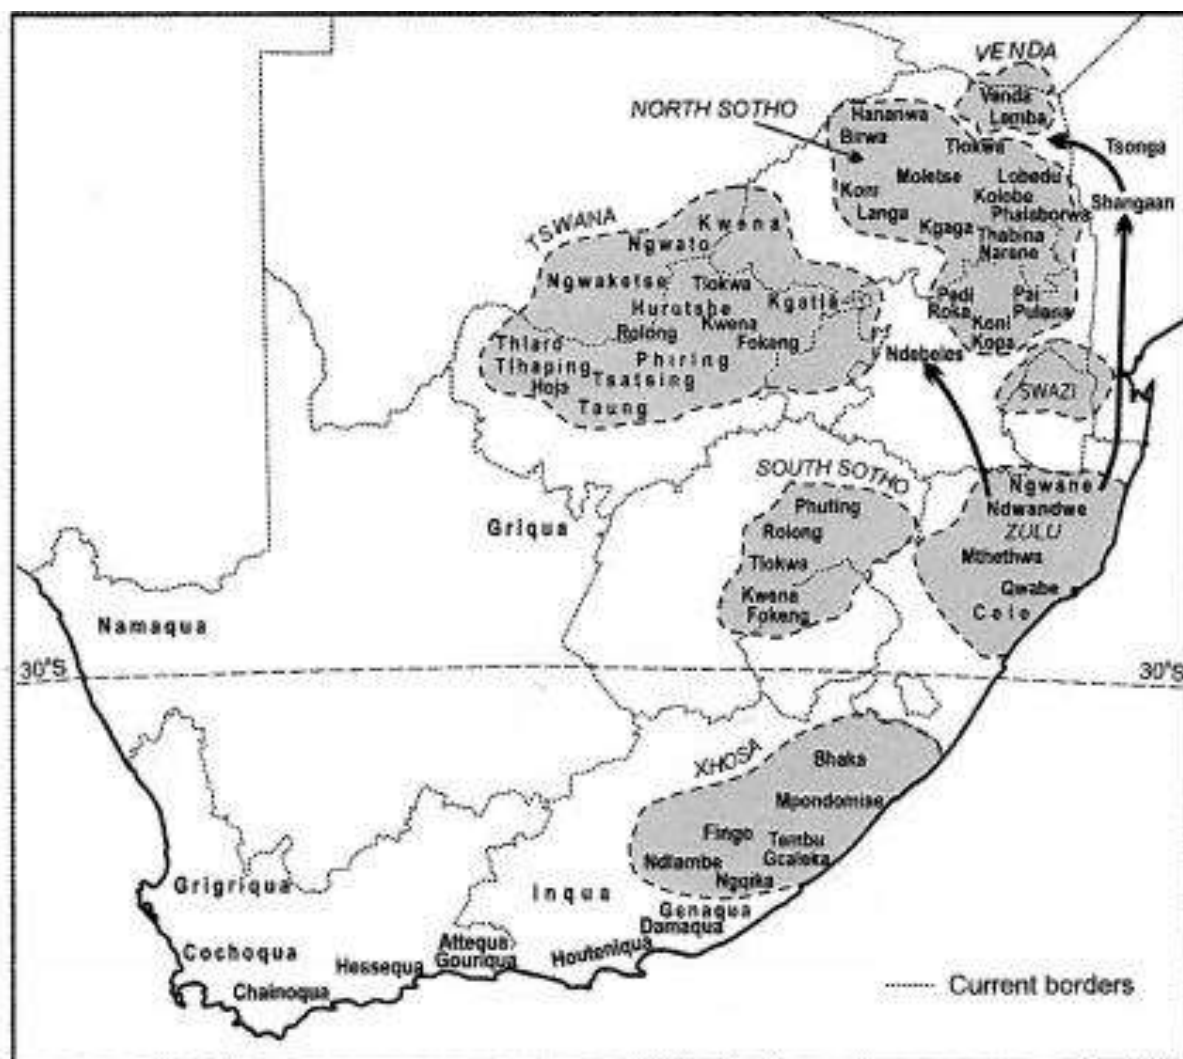 VENDA
Venda
Lemba
NORTH SOTHO
Hananwa
Birwa
Tlokwa
Tsonga
Moletse
Lobedu
Koni
Kolobe
Shangaan
Langa
Phalaborwa
Kgaga
Thabina
Narene
TSWANA
Kwena
Ngwato
Ngwaketse
Tlokwa
Kgatla
Pedi
Pai
Hurutshe
Roka
Pulana
Kwena
Koni
Rolong
Kopa
Thlaro
Fokeng
Ndebeles
Phiring
Tlhaping
Tsatsing
Hoja
SWAZI
Taung
SOUTH SOTHO
Ngwane
Phuting
Ndwandwe
Griqua
Rolong
ZULU
Tlokwa
Mthethwa
Kwena
Qwabe
Fokeng
Cele
Namaqua
30°S
30°S
XHOSA
Bhaka
Mpondomise
Fingo
Tembu
Ndlambe
Gcaleka
Ngqika
Grigriqua
Inqua
Genaqua
Damaqua
Cochoqua
Attequa
Houteniqua
Hessequa
Gouriqua
Chainoqua
Current borders